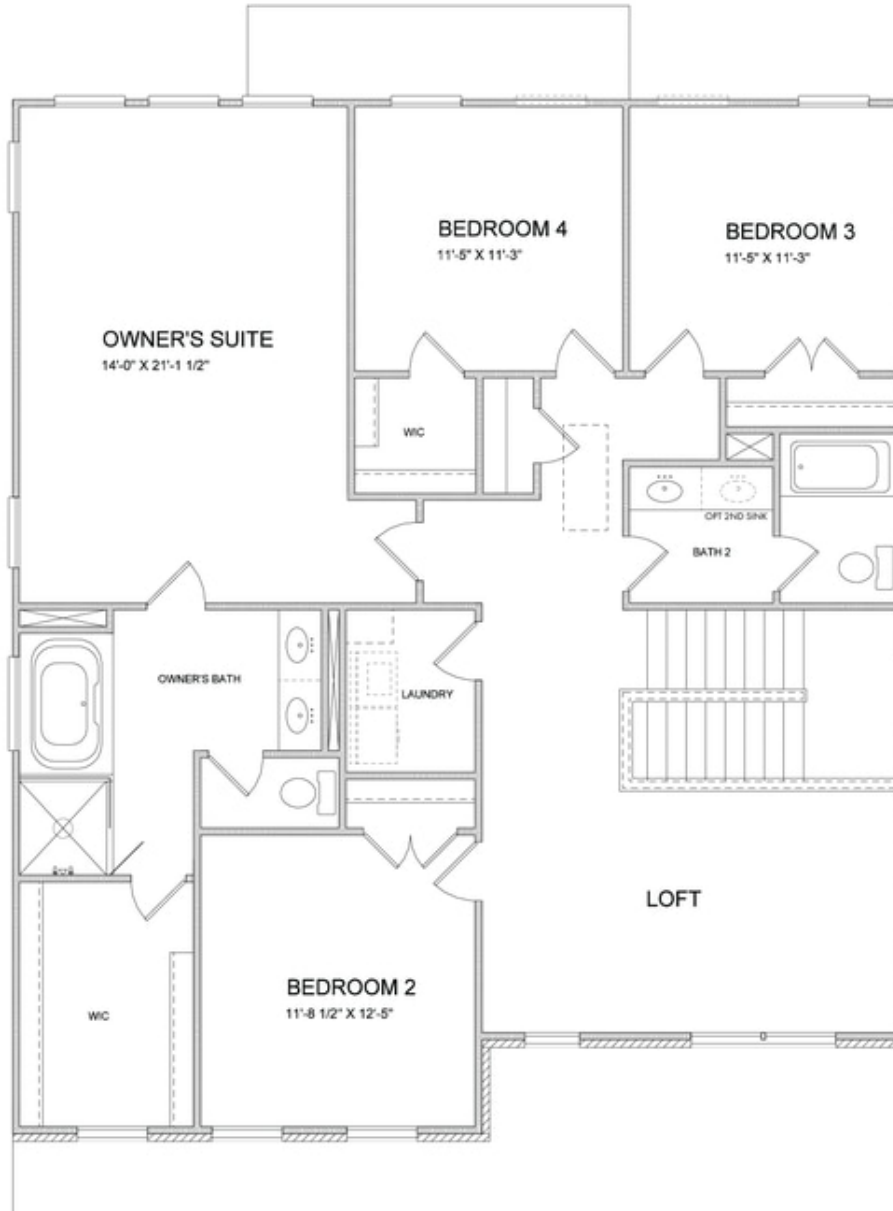 BEDROOM 4
11'-5" X 11'-3"
BEDROOM 3
11'-5" X 11'-3"
OWNER'S SUITE
14'-0" X 21'-1 1/2"
WIC
OPT 2ND SINK
BATH 2
OWNER'S BATH
LAUNDRY
LOFT
BEDROOM 2
11'-8 1/2" X 12'-5"
WIC